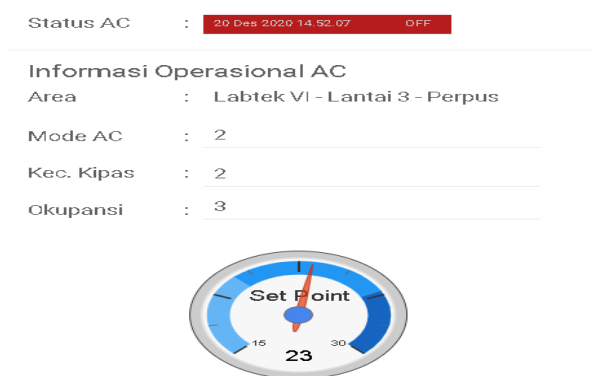 Status AC : 20 Des 2020 14.52.07 OFF
Informasi Operasional AC
Area : Labtek VI - Lantai 3 - Perpus
Mode AC : 2
Kec. Kipas : 2
Okupansi : 3
Set Point
15 30
23